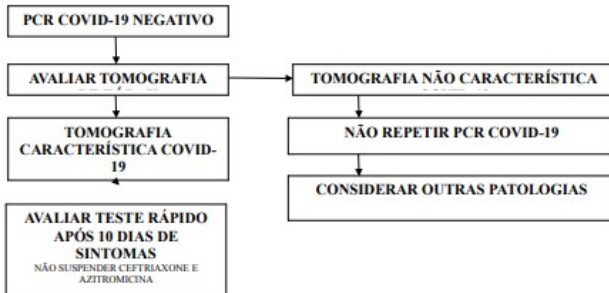 PCR COVID-19 NEGATIVO
AVALIAR TOMOGRAFIA
TOMOGRAFIA NÃO CARACTERÍSTICA
TOMOGRAFIA
CARACTERÍSTICA COVID-
19
NÃO REPETIR PCR COVID-19
CONSIDERAR OUTRAS PATOLOGIAS
AVALIAR TESTE RÁPIDO
APÓS 10 DIAS DE
SINTOMAS
NÃO SUSPENDER CEFTRIAXONE E
AZITROMICINA